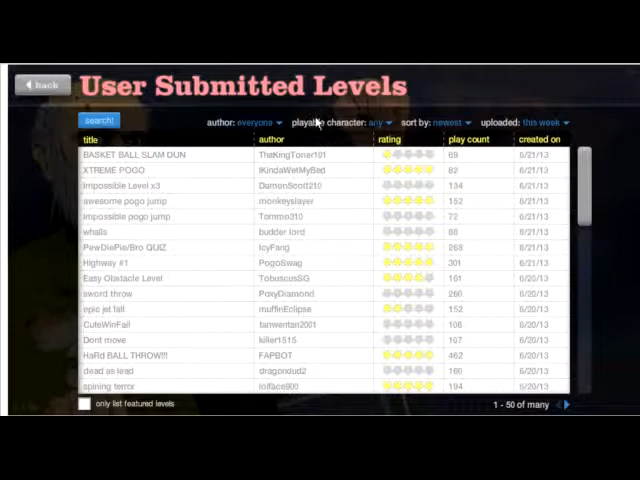 back
User Submitted Levels
search!
author: everyone playable character: any sort by: newest uploaded: this week
title author rating play count created on
BASKET BALL SLAM DUN ThaKingToner101 69 6/21/13
XTREME POGO IKindaWetMyBed 82 6/21/13
Impossible Level x3 DamonScott210 134 6/21/13
awesome pogo jump monkeyslayer 152 6/21/13
Impossible pogo jump Tommo310 72 6/21/13
whalls budder lord 88 6/21/13
PewDiePie/Bro QUIZ IcyFang 268 6/21/13
Highway #1 PogoSwag 301 6/21/13
Easy Obstacle Level TobuscusSG 161 6/20/13
sword throw PoxyDiamond 260 6/20/13
epic jet fall muffinEclipse 152 6/20/13
CuteWinFail tanwentan2001 106 6/20/13
Dont move killer1515 107 6/20/13
HaRd BALL THROW!!! FAPBOT 462 6/20/13
dead as lead dragondud2 160 6/20/13
spining terror lolface900 194 6/20/13
only list featured levels 1 - 50 of many